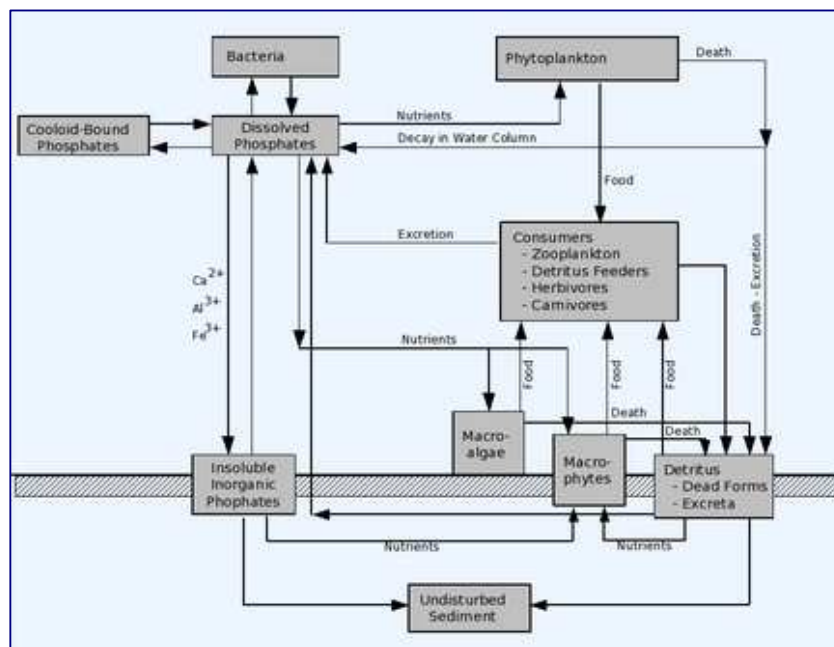 Bacteria
Phytoplankton
Death
Cooloid-Bound
Phosphates
Dissolved
Phosphates
Nutrients
Decay in Water Column
Food
Excretion
Consumers
- Zooplankton
- Detritus Feeders
- Herbivores
- Carnivores
Death - Excretion
Ca2+
Al3+
Fe3+
Nutrients
Food
Food
Food
Macro-
algae
Death
Death
Macro-
phytes
Insoluble
Inorganic
Phophates
Detritus
- Dead Forms
- Excreta
Nutrients
Nutrients
Undisturbed
Sediment